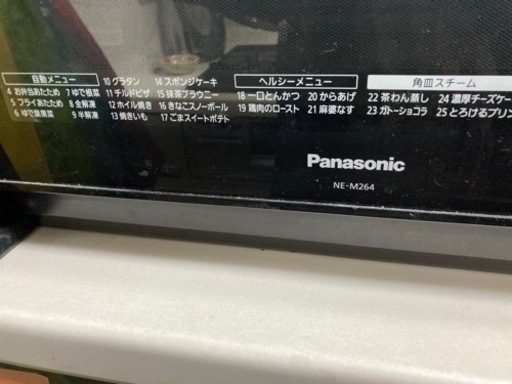 自動メニュー
4 お弁当あたため 7 ゆで根菜
5 フライあたため 8 全解凍
6 ゆで葉果菜 9 半解凍
10 グラタン 14 スポンジケーキ
11 チルドピザ 15 抹茶ブラウニー
12 ホイル焼き 16 きなこスノーボール
13 焼きいも 17 ごまスイートポテト
ヘルシーメニュー
18 一口とんかつ 20 からあげ
19 鶏肉のロースト 21 麻婆なす
角皿スチーム
22 茶わん蒸し 24 濃厚チーズケー
23 ガトーショコラ 25 とろけるプリン
Panasonic
NE-M264